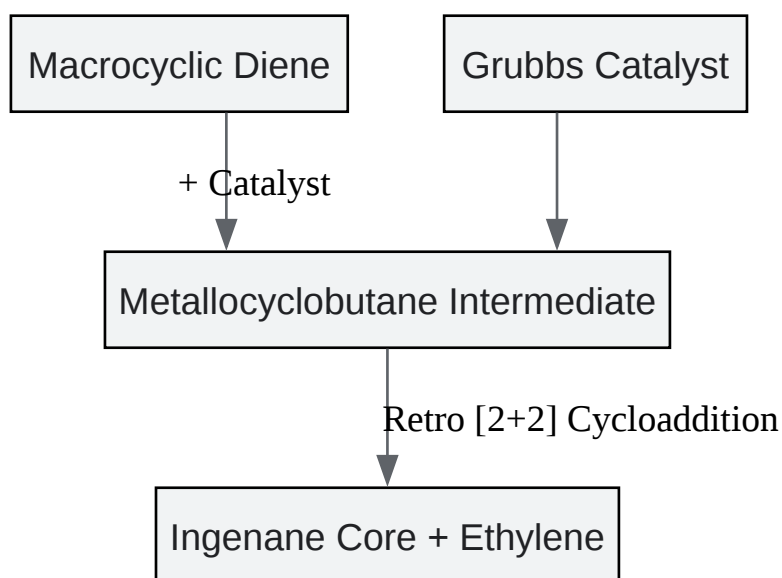 Macrocyclic Diene
Grubbs Catalyst
+ Catalyst
Metallocyclobutane Intermediate
Retro [2+2] Cycloaddition
Ingenane Core + Ethylene